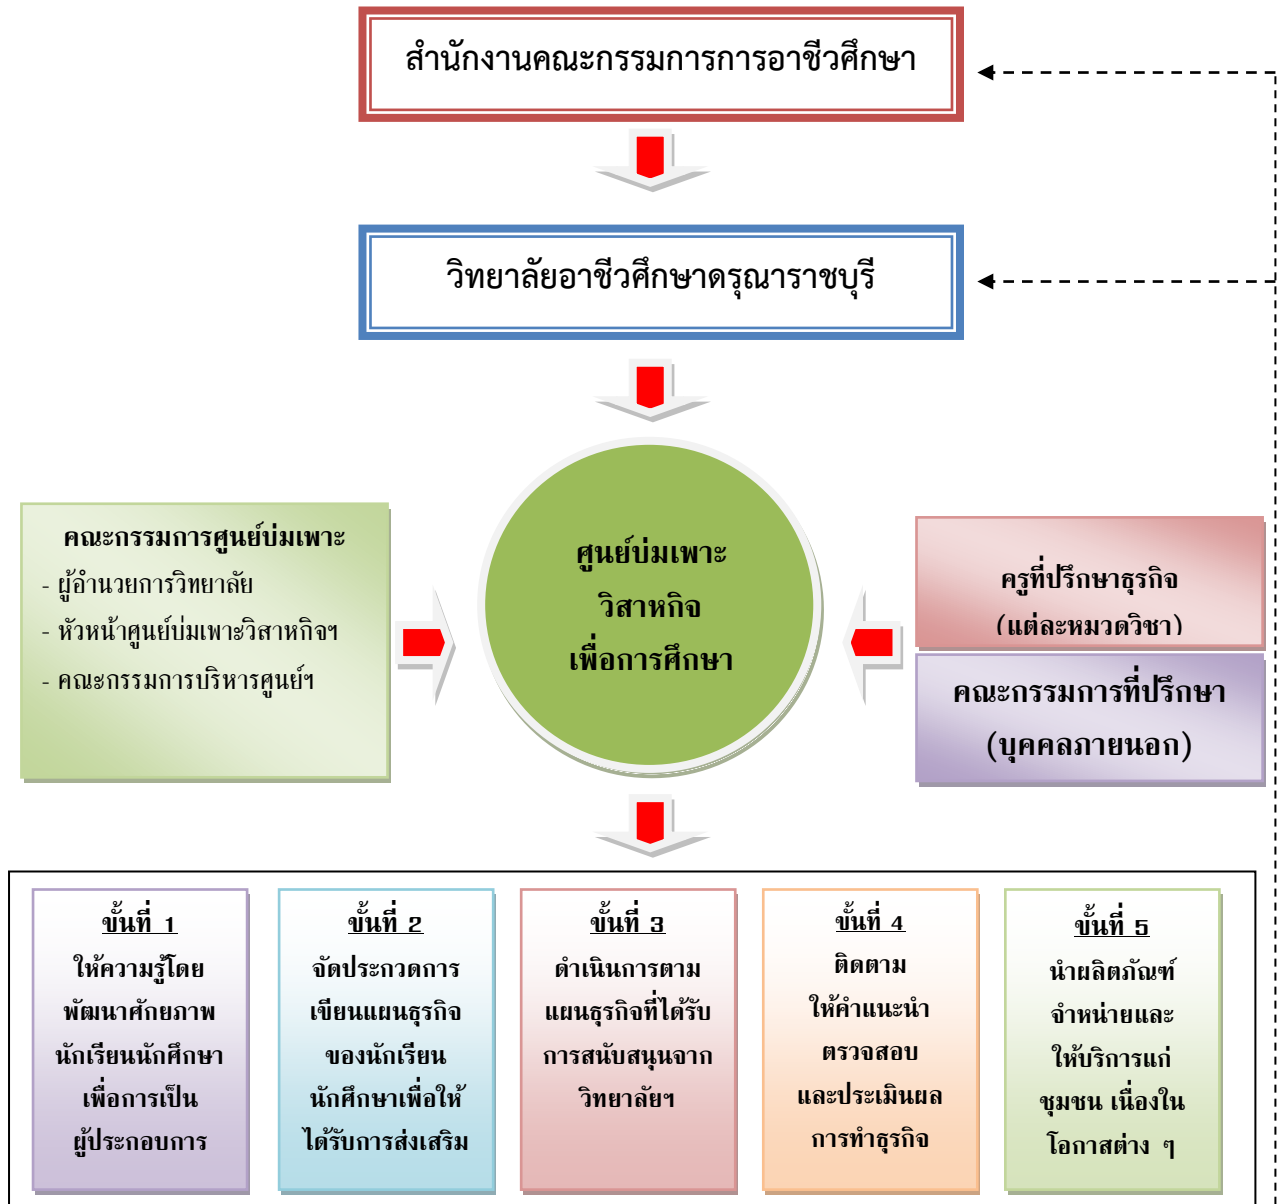 สำนักงานคณะกรรมการการอาชีวศึกษา
วิทยาลัยอาชีวศึกษาดรุณาราชบุรี
คณะกรรมการศูนย์บ่มเพาะ
- ผู้อำนวยการวิทยาลัย
- หัวหน้าศูนย์บ่มเพาะวิสาหกิจฯ
- คณะกรรมการบริหารศูนย์ฯ
ศูนย์บ่มเพาะ
วิสาหกิจ
เพื่อการศึกษา
ครูที่ปรึกษาธุรกิจ
(แต่ละหมวดวิชา)
คณะกรรมการที่ปรึกษา
(บุคคลภายนอก)
ขั้นที่ 1
ให้ความรู้โดย
พัฒนาศักยภาพ
นักเรียนนักศึกษา
เพื่อการเป็น
ผู้ประกอบการ
ขั้นที่ 2
จัดประกวดการ
เขียนแผนธุรกิจ
ของนักเรียน
นักศึกษาเพื่อให้
ได้รับการส่งเสริม
ขั้นที่ 3
ดำเนินการตาม
แผนธุรกิจที่ได้รับ
การสนับสนุนจาก
วิทยาลัยฯ
ขั้นที่ 4
ติดตาม
ให้คำแนะนำ
ตรวจสอบ
และประเมินผล
การทำธุรกิจ
ขั้นที่ 5
นำผลิตภัณฑ์
จำหน่ายและ
ให้บริการแก่
ชุมชน เนื่องใน
โอกาสต่าง ๆ